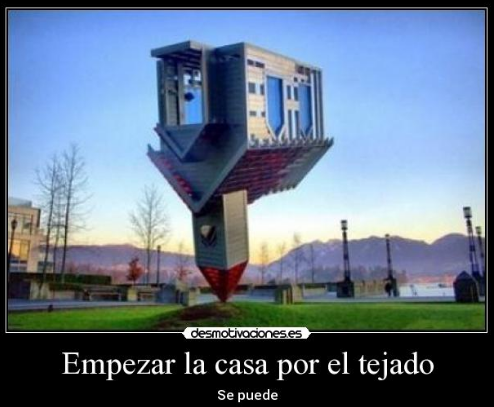 desmotivaciones.es
Empezar la casa por el tejado
Se puede